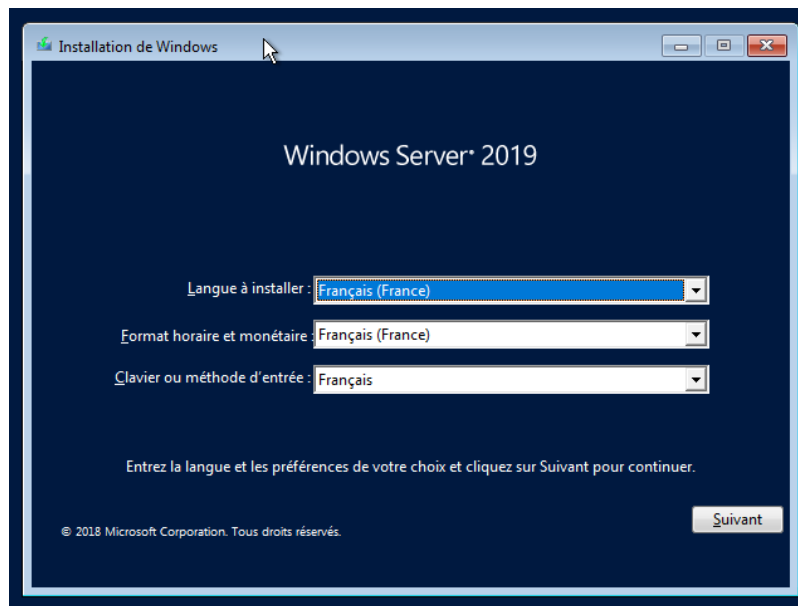 Installation de Windows
Windows Server® 2019
Langue à installer : Français (France)
Format horaire et monétaire : Français (France)
Clavier ou méthode d'entrée : Français
Entrez la langue et les préférences de votre choix et cliquez sur Suivant pour continuer.
© 2018 Microsoft Corporation. Tous droits réservés.
Suivant